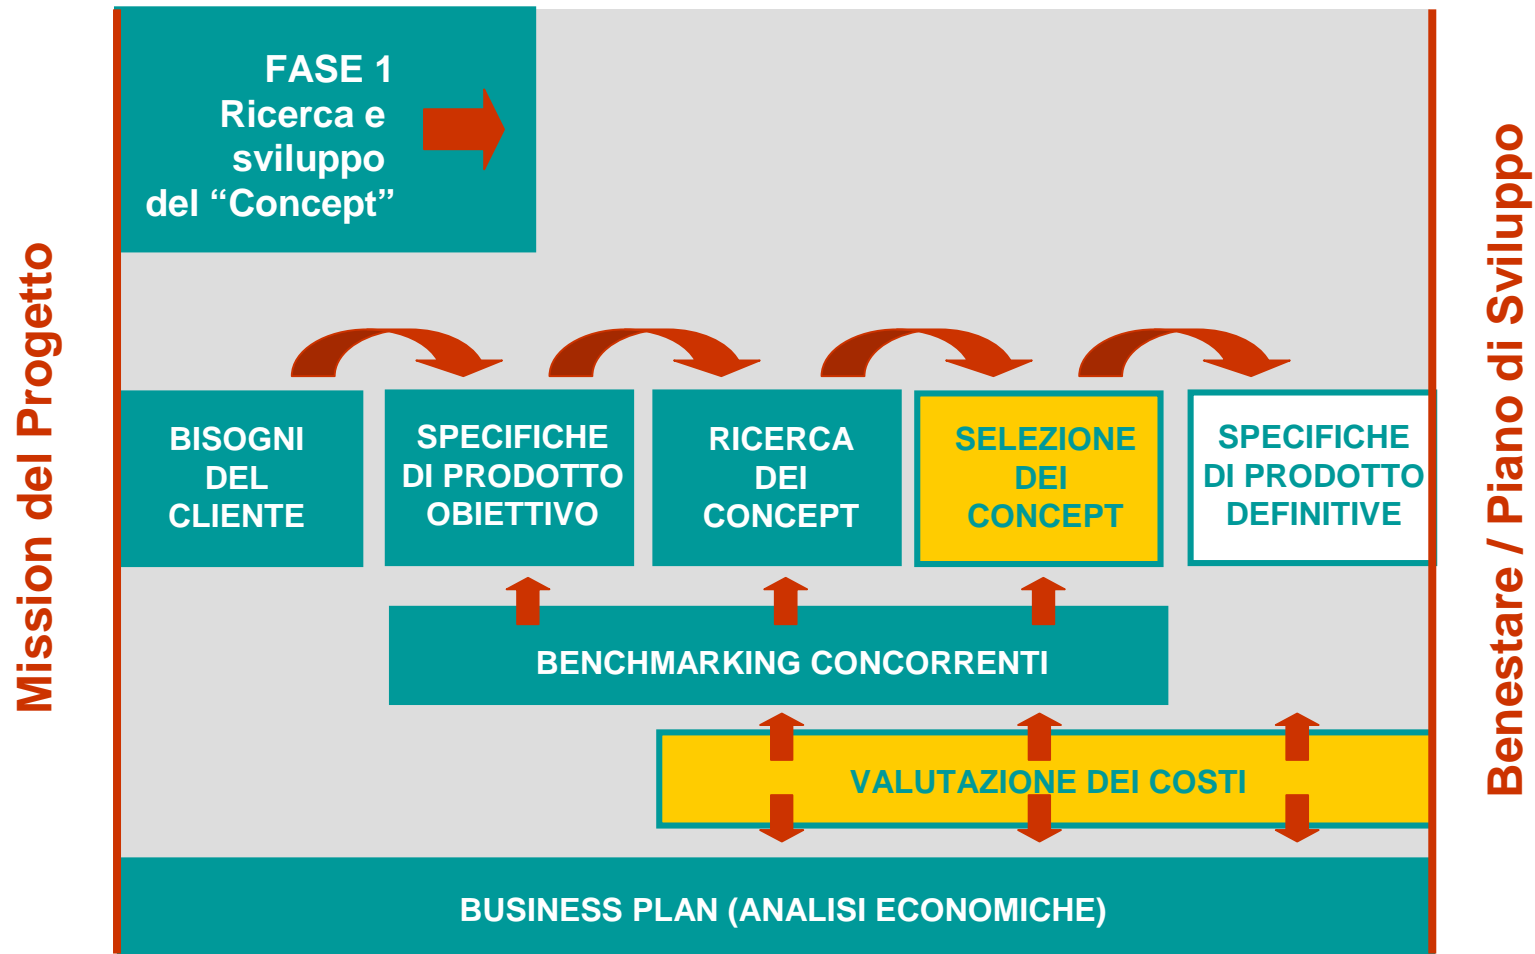 FASE 1
Ricerca e
sviluppo
del “Concept”
Mission del Progetto
Benestare / Piano di Sviluppo
BISOGNI
DEL
CLIENTE
SPECIFICHE
DI PRODOTTO
OBIETTIVO
RICERCA
DEI
CONCEPT
SELEZIONE
DEI
CONCEPT
SPECIFICHE
DI PRODOTTO
DEFINITIVE
BENCHMARKING CONCORRENTI
VALUTAZIONE DEI COSTI
BUSINESS PLAN (ANALISI ECONOMICHE)